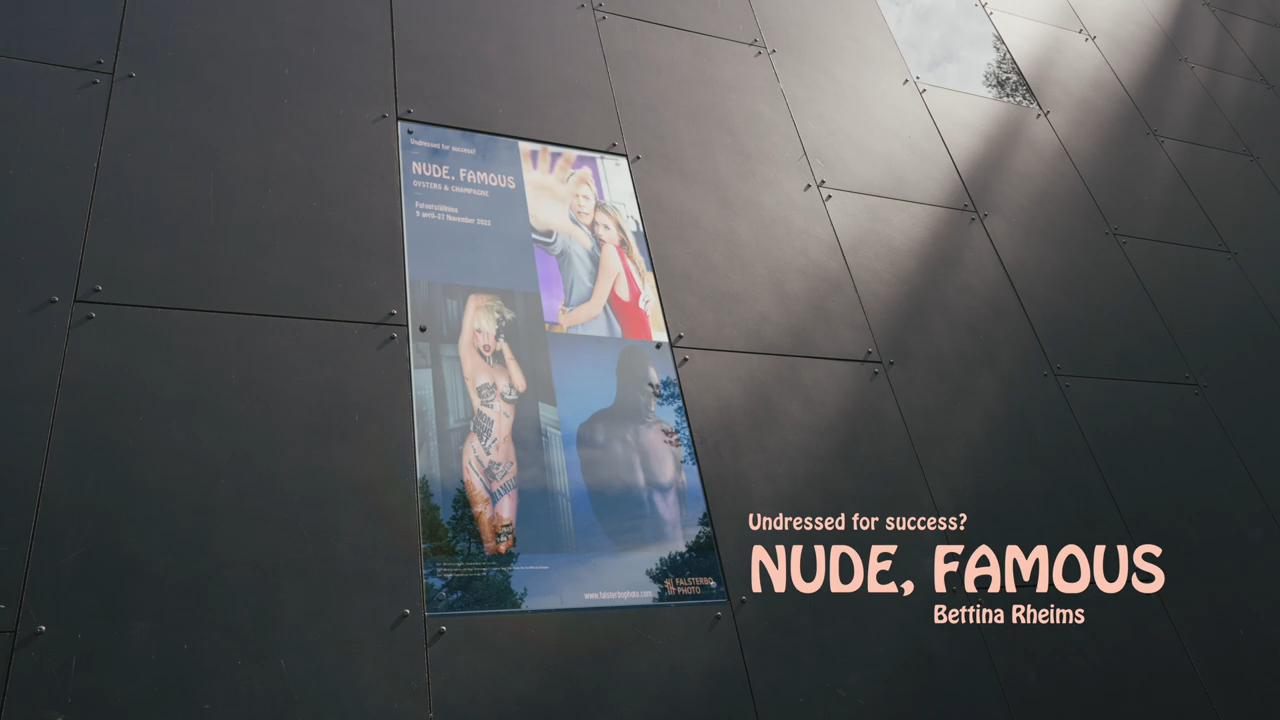 Undressed for success?
NUDE, FAMOUS
OYSTERS & CHAMPAGNE
Fotoutställning
9 april–27 November 2022
www.falsterbophoto.com
FALSTERBO
PHOTO
Undressed for success?
NUDE, FAMOUS
Bettina Rheims